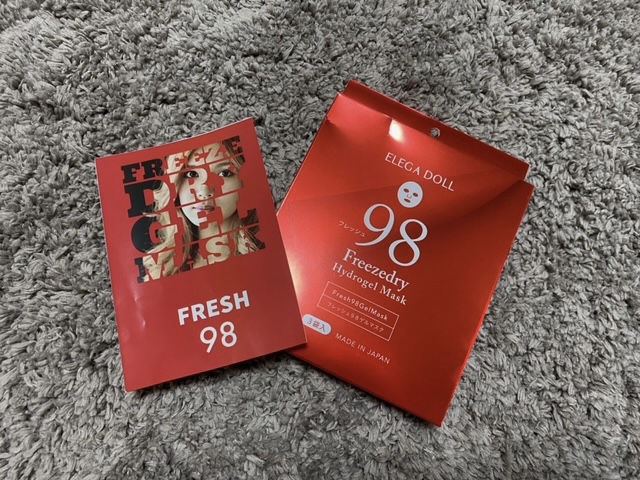 FREEZE
DRY
GEL
MASK
FRESH
98
ELEGA DOLL
フレッシュ
98
Freezedry
Hydrogel Mask
Fresh98GelMask
フレッシュ98ゲルマスク
3袋入
MADE IN JAPAN